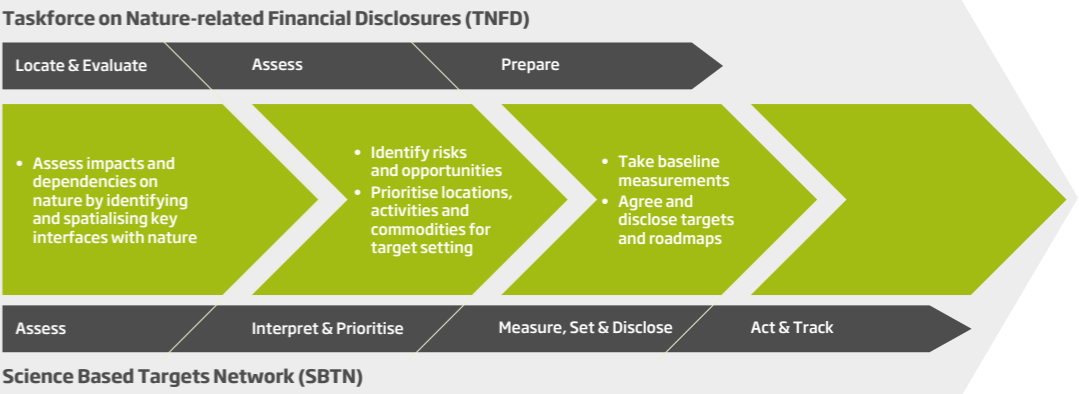 Taskforce on Nature-related Financial Disclosures (TNFD)
Locate & Evaluate
Assess
Prepare
• Assess impacts and
dependencies on
nature by identifying
and spatialising key
interfaces with nature
• Identify risks
and opportunities
• Prioritise locations,
activities and
commodities for
target setting
• Take baseline
measurements
• Agree and
disclose targets
and roadmaps
Assess
Interpret & Prioritise
Measure, Set & Disclose
Act & Track
Science Based Targets Network (SBTN)